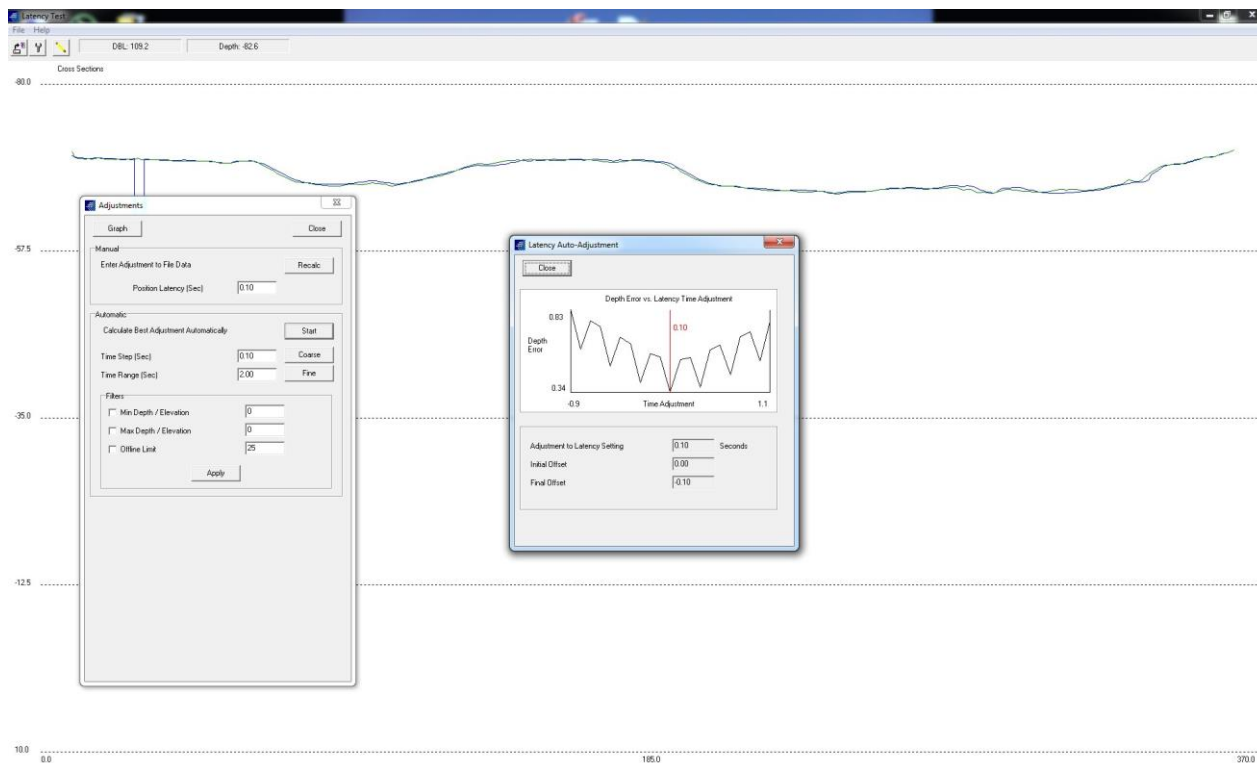 Latency Test
File Help
DBL: 109.2 Depth: -82.6
Cross Sections
-80.0
-57.5
-35.0
-12.5
10.0
0.0 185.0 370.0
Adjustments
Graph Close
Manual
Enter Adjustment to File Data Recalc
Position Latency (Sec) 0.10
Automatic
Calculate Best Adjustment Automatically Start
Time Step (Sec) 0.10 Coarse
Time Range (Sec) 2.00 Fine
Filters
Min Depth / Elevation 0
Max Depth / Elevation 0
Offline Limit 25
Apply
Latency Auto-Adjustment
Close
Depth Error vs. Latency Time Adjustment
0.83
0.10
Depth
Error
0.34
-0.9 Time Adjustment 1.1
Adjustment to Latency Setting 0.10 Seconds
Initial Offset 0.00
Final Offset -0.10